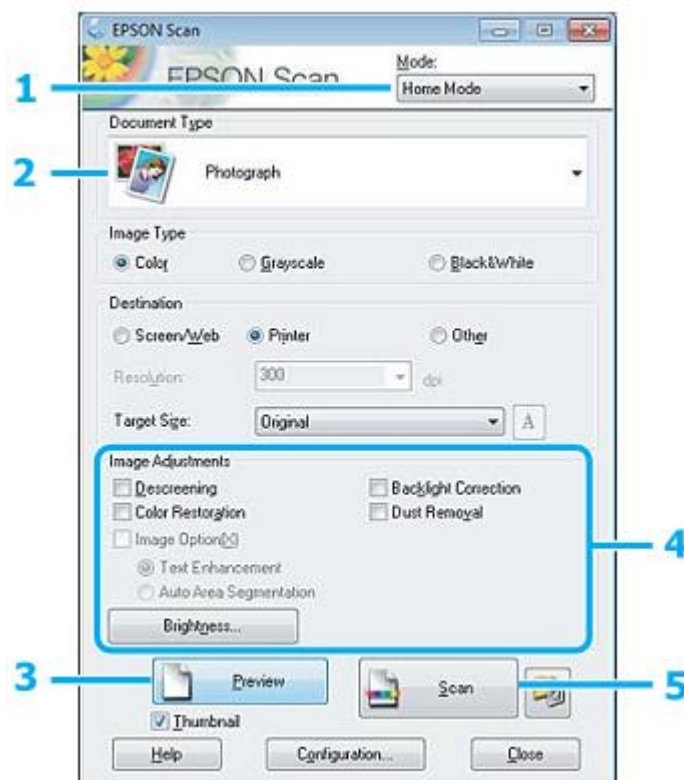 EPSON Scan
EPSON Scan
Mode:
1
Home Mode
Document Type
2
Photograph
Image Type
Color
Grayscale
Black&White
Destination
Screen/Web
Printer
Other
Resolution:
300
dpi
Target Size:
Original
A
Image Adjustments
Descreening
Backlight Correction
Color Restoration
Dust Removal
Image Option(X)
4
Text Enhancement
Auto Area Segmentation
Brightness...
3
Preview
Scan
5
Thumbnail
Help
Configuration...
Close